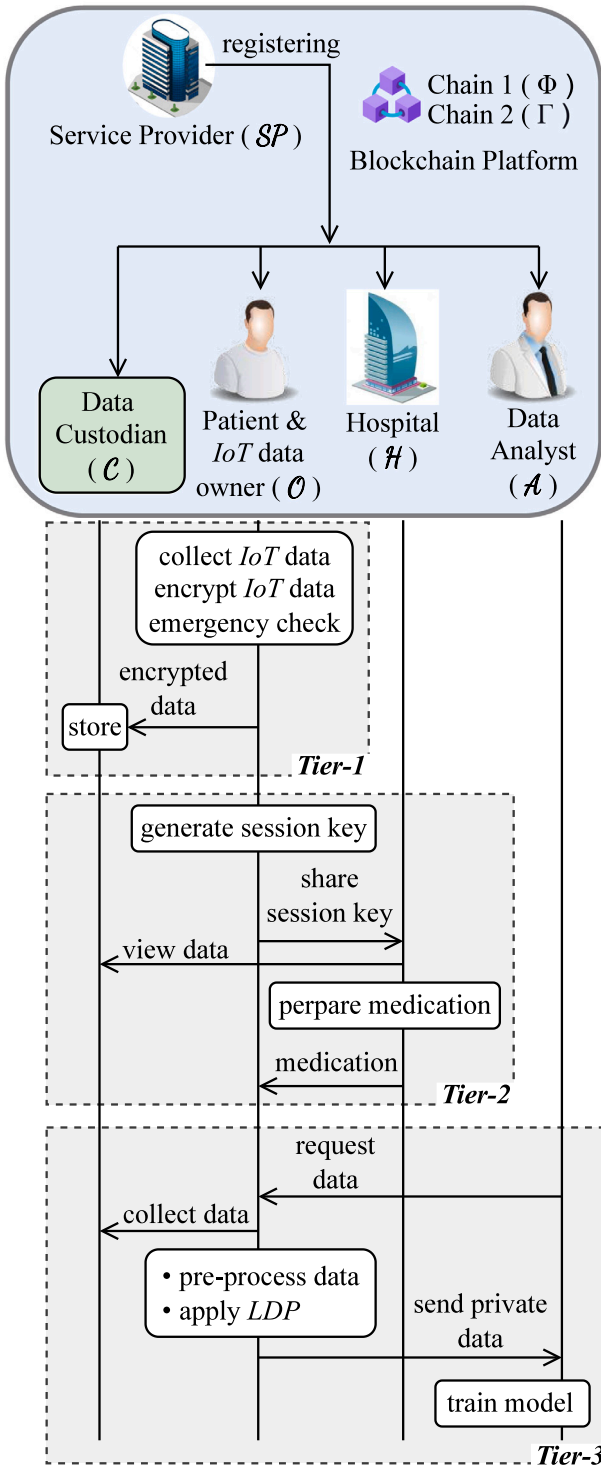 registering
Chain 1 ( Φ )
Chain 2 ( Γ )
Service Provider ( 𝒮𝒫 )
Blockchain Platform
Data
Custodian
( 𝒞 )
Patient &
IoT data
owner ( 𝒪 )
Hospital
( ℋ )
Data
Analyst
( 𝒜 )
collect IoT data
encrypt IoT data
emergency check
encrypted
data
store
Tier-1
generate session key
share
session key
view data
perpare medication
medication
Tier-2
request
data
collect data
• pre-process data
• apply LDP
send private
data
train model
Tier-3